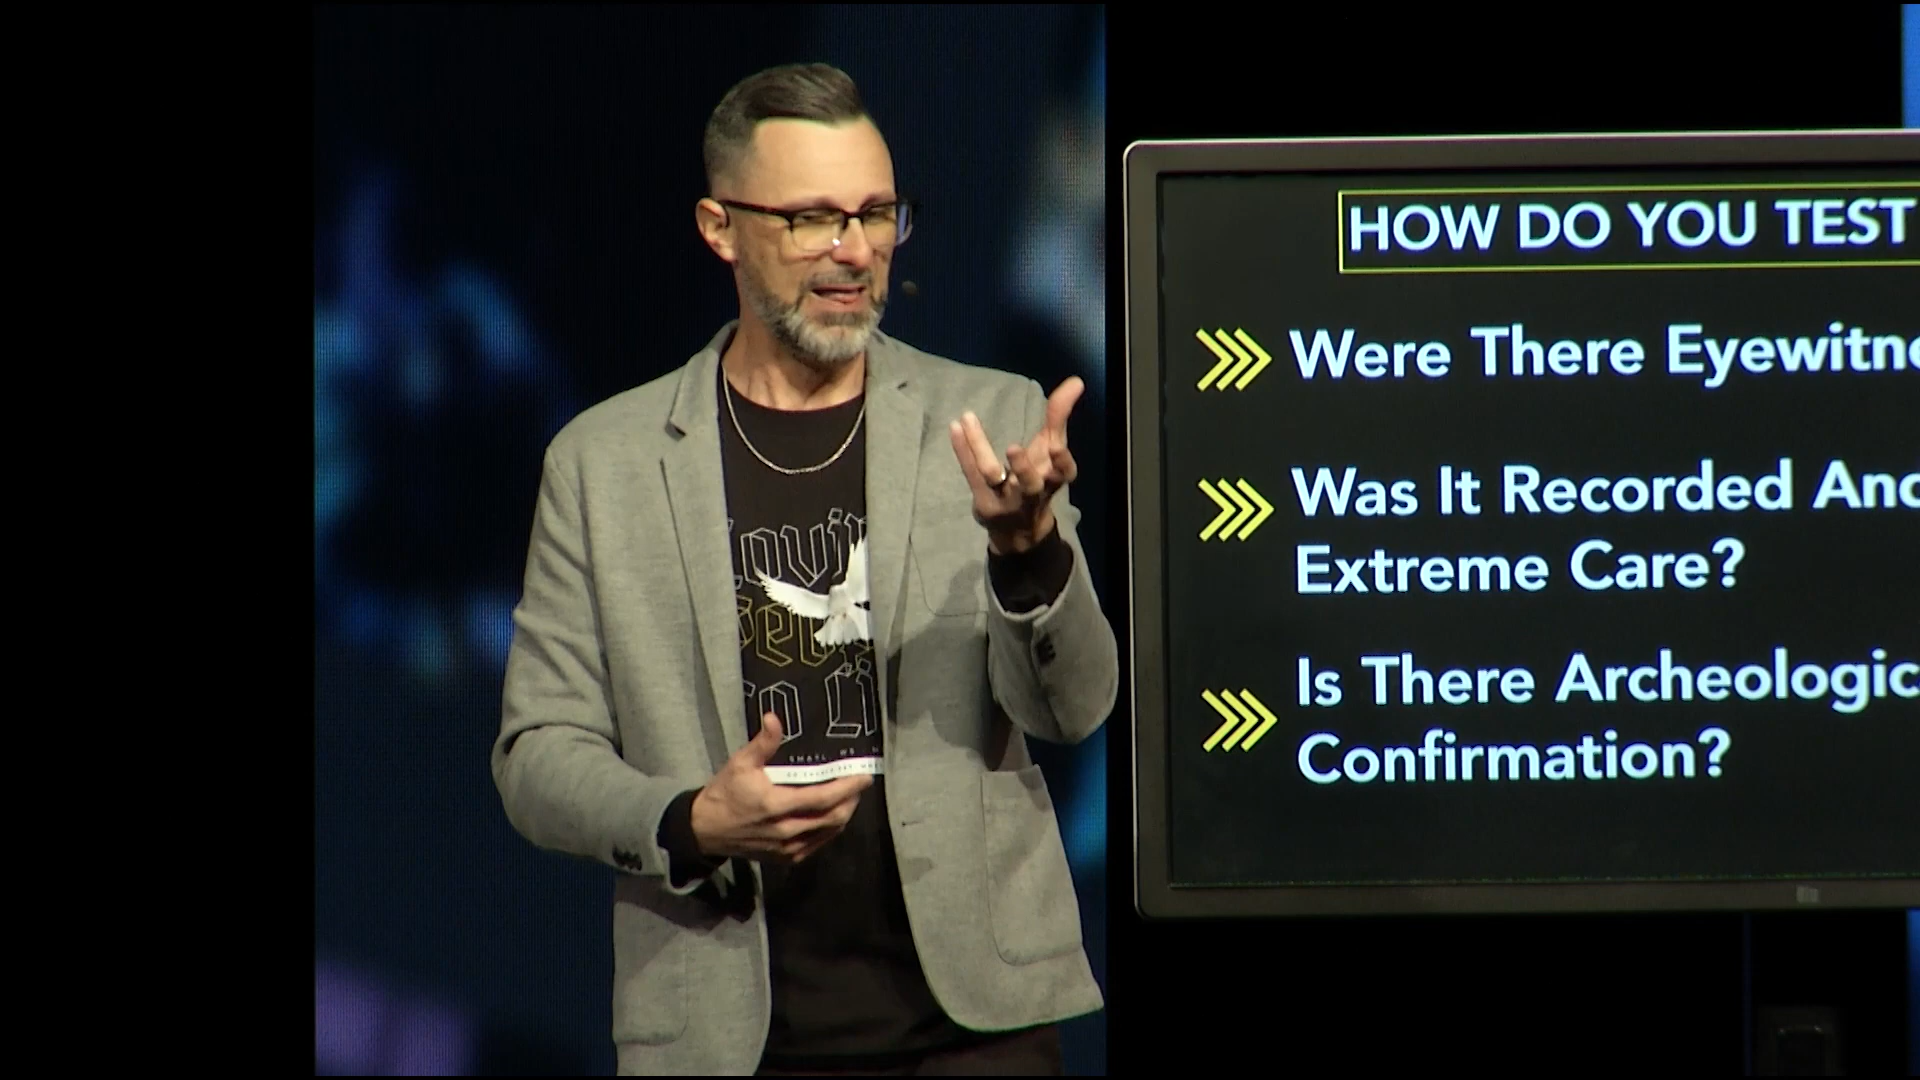 HOW DO YOU TEST
Were There Eyewitne
Was It Recorded And
Extreme Care?
Is There Archeologic
Confirmation?